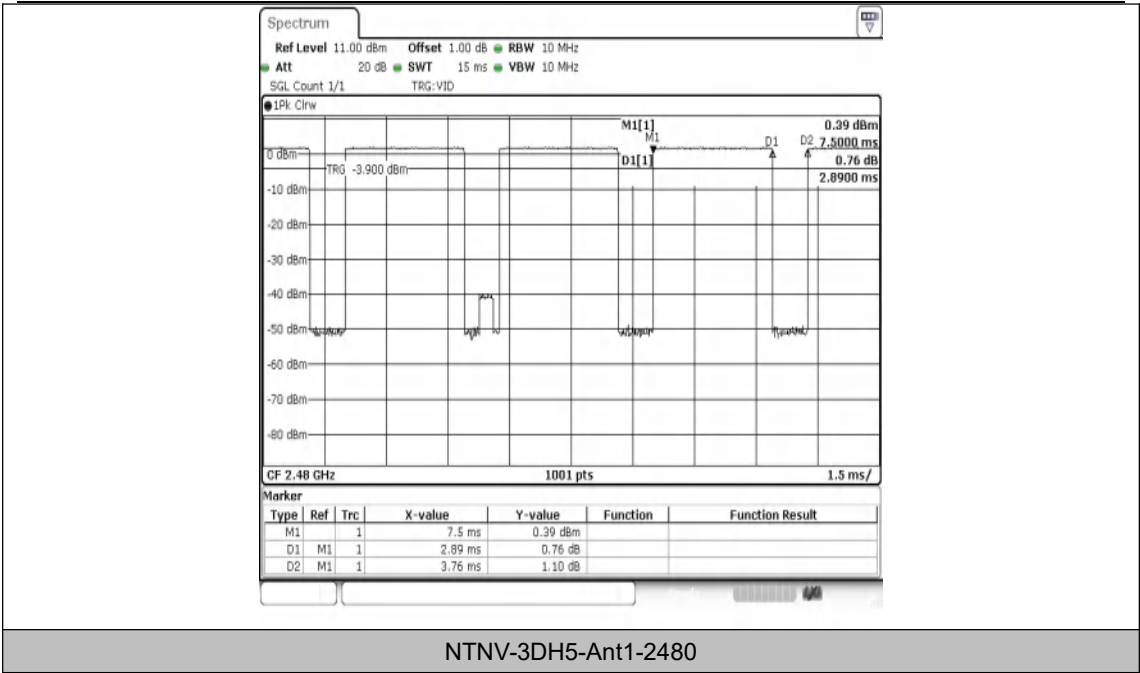 Spectrum
Ref Level 11.00 dBm Offset 1.00 dB RBW 10 MHz
Att 20 dB SWT 15 ms VBW 10 MHz
SGL Count 1/1 TRG:VID
1Pk Clrw
M1[1] 0.39 dBm
M1 D1 D2 7.5000 ms
0 dBm D1[1] 0.76 dB
TRG -3.900 dBm 2.8900 ms
-10 dBm
-20 dBm
-30 dBm
-40 dBm
-50 dBm
-60 dBm
-70 dBm
-80 dBm
CF 2.48 GHz 1001 pts 1.5 ms/
Marker
Type Ref Trc X-value Y-value Function Function Result
M1 1 7.5 ms 0.39 dBm
D1 M1 1 2.89 ms 0.76 dB
D2 M1 1 3.76 ms 1.10 dB
NTNV-3DH5-Ant1-2480